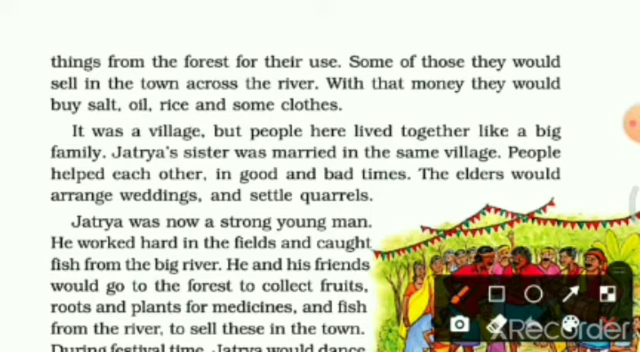 things from the forest for their use. Some of those they would
sell in the town across the river. With that money they would
buy salt, oil, rice and some clothes.
It was a village, but people here lived together like a big
family. Jatrya's sister was married in the same village. People
helped each other, in good and bad times. The elders would
arrange weddings, and settle quarrels.
Jatrya was now a strong young man.
He worked hard in the fields and caught
fish from the big river. He and his friends
would go to the forest to collect fruits,
roots and plants for medicines, and fish
from the river, to sell these in the town.
During festival time, Jatrya would dance
Recorder